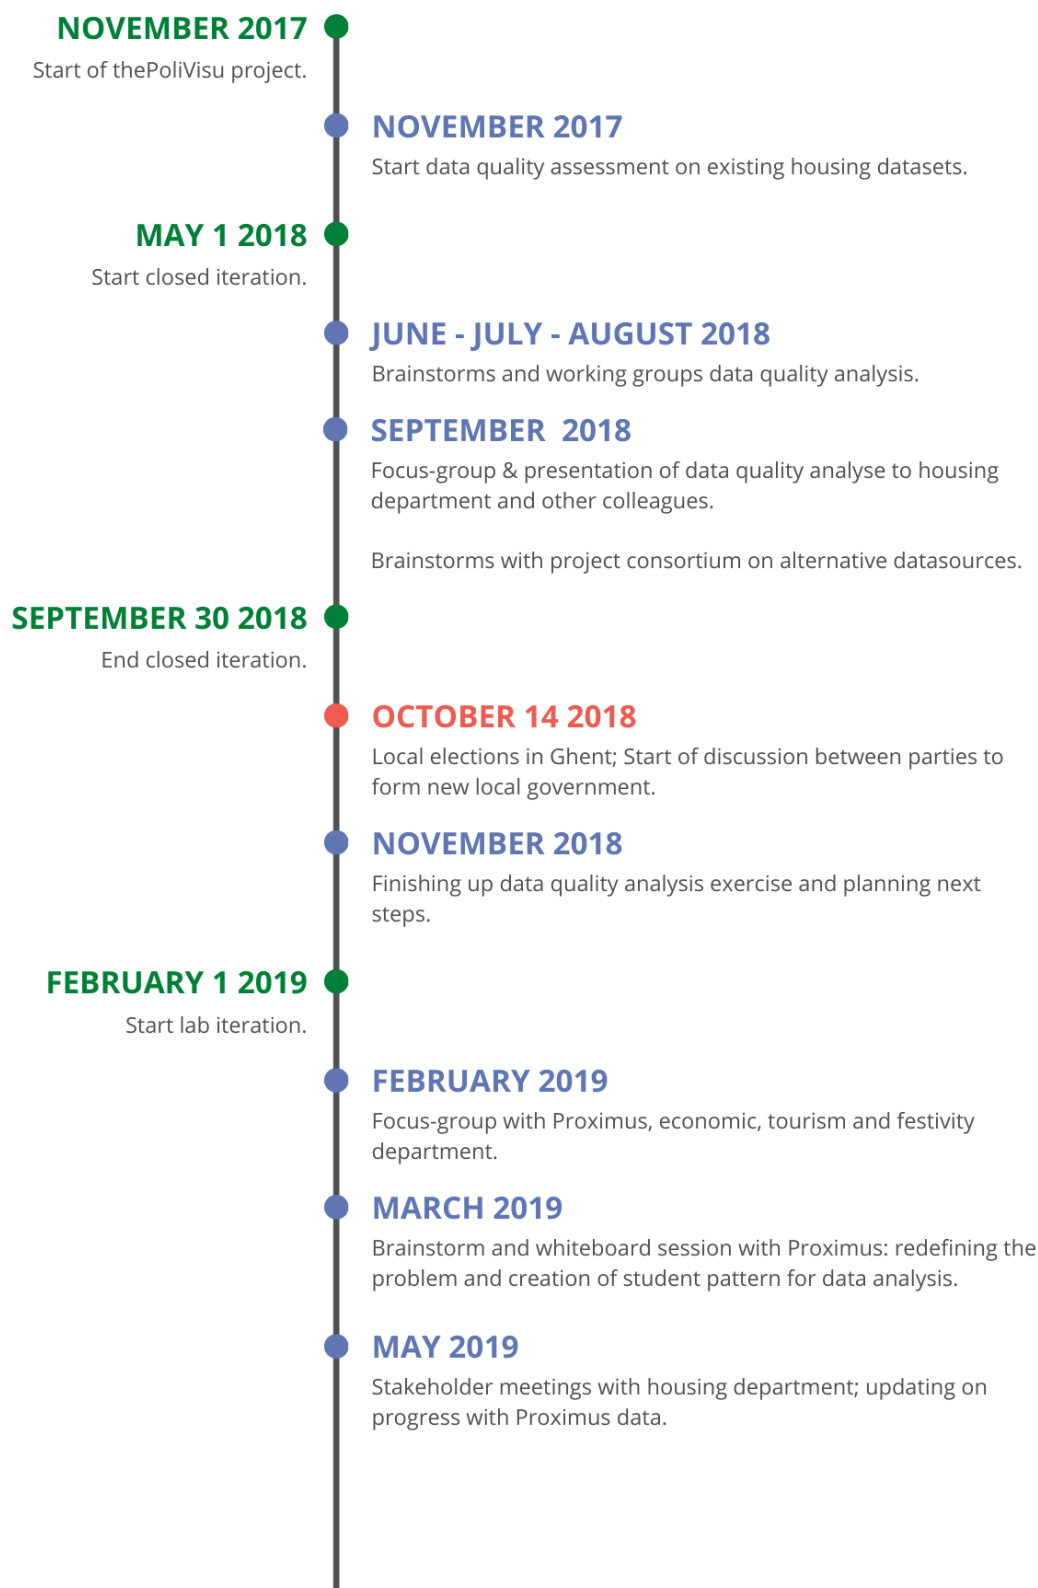 NOVEMBER 2017
Start of thePoliVisu project.
NOVEMBER 2017
Start data quality assessment on existing housing datasets.
MAY 1 2018
Start closed iteration.
JUNE - JULY - AUGUST 2018
Brainstorms and working groups data quality analysis.
SEPTEMBER  2018
Focus-group & presentation of data quality analyse to housing
department and other colleagues.
Brainstorms with project consortium on alternative datasources.
SEPTEMBER 30 2018
End closed iteration.
OCTOBER 14 2018
Local elections in Ghent; Start of discussion between parties to
form new local government.
NOVEMBER 2018
Finishing up data quality analysis exercise and planning next
steps.
FEBRUARY 1 2019
Start lab iteration.
FEBRUARY 2019
Focus-group with Proximus, economic, tourism and festivity
department.
MARCH 2019
Brainstorm and whiteboard session with Proximus: redefining the
problem and creation of student pattern for data analysis.
MAY 2019
Stakeholder meetings with housing department; updating on
progress with Proximus data.